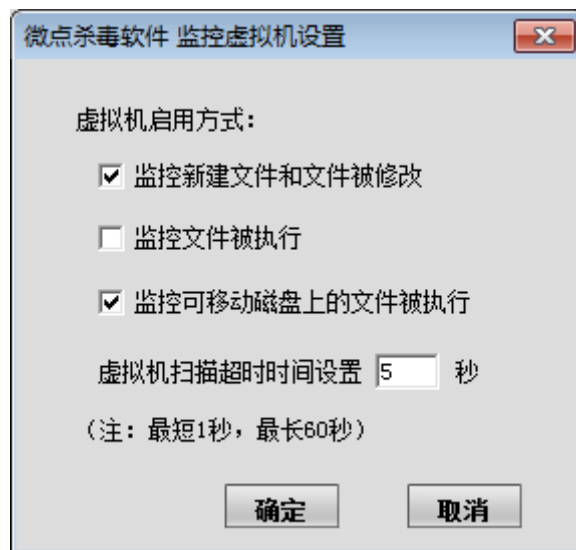 微点杀毒软件 监控虚拟机设置
虚拟机启用方式:
监控新建文件和文件被修改
监控文件被执行
监控可移动磁盘上的文件被执行
虚拟机扫描超时时间设置 5 秒
(注: 最短1秒, 最长60秒)
确定 取消